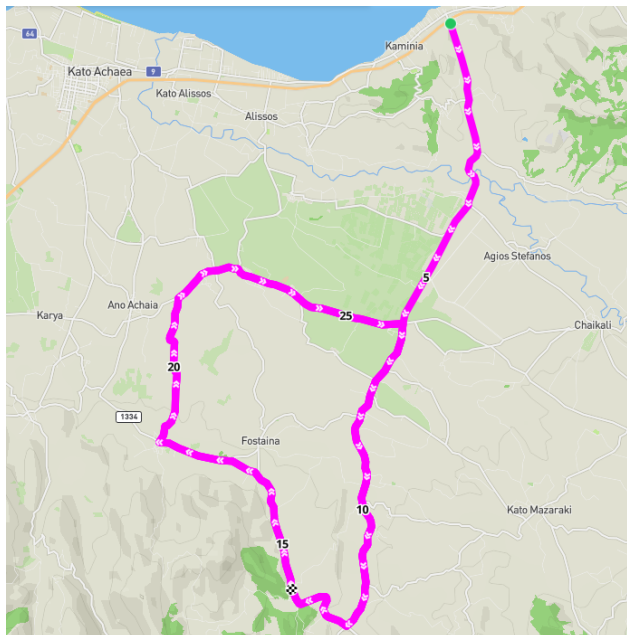 64
Kaminia
Kato Achaea
9
Kato Alissos
Alissos
Agios Stefanos
5
Ano Achaia
Karya
25
Chaikali
20
1334
Fostaina
10
Kato Mazaraki
15